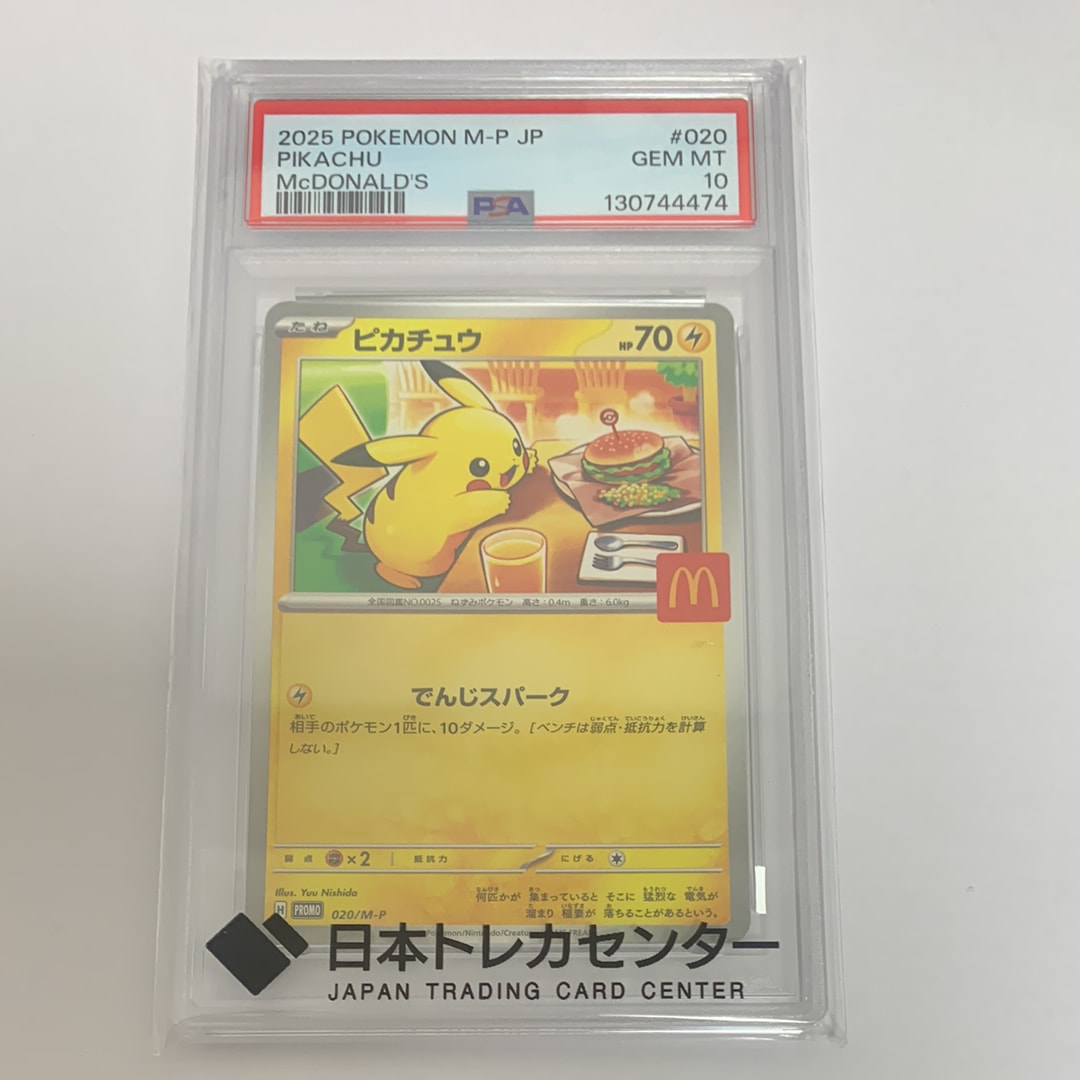 2025 POKEMON M-P JP #020
PIKACHU GEM MT
McDONALD'S 10
PSA 130744474
たね ピカチュウ HP70
全国図鑑NO.0025 ねずみポケモン 高さ:0.4m 重さ:6.0kg
でんじスパーク
相手のポケモン1匹に、10ダメージ。[ベンチは弱点・抵抗力を計算
しない。]
弱点 ×2 抵抗力 にげる
Illus. Yuu Nishida
何匹かが 集まっていると そこに 猛烈な 電気が
溜まり 稲妻が 落ちることがあるという。
H PROMO 020/M-P
Pokémon/Nintendo/Creatures
日本トレカセンター
JAPAN TRADING CARD CENTER